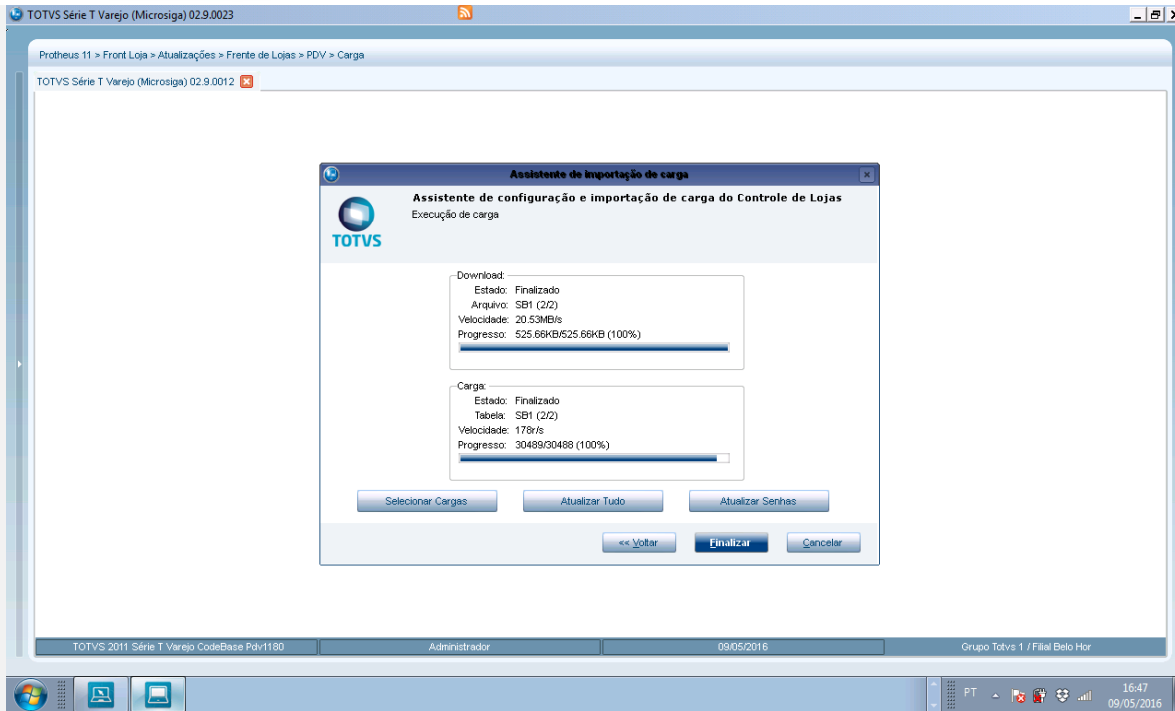 TOTVS Série T Varejo (Microsiga) 02.9.0023
Protheus 11 > Front Loja > Atualizações > Frente de Lojas > PDV > Carga
TOTVS Série T Varejo (Microsiga) 02.9.0012
Assistente de importação de carga
Assistente de configuração e importação de carga do Controle de Lojas
Execução de carga
TOTVS
Download:
Estado: Finalizado
Arquivo: SB1 (2/2)
Velocidade: 20.53MB/s
Progresso: 525.66KB/525.66KB (100%)
Carga:
Estado: Finalizado
Tabela: SB1 (2/2)
Velocidade: 178r/s
Progresso: 30489/30488 (100%)
Selecionar Cargas Atualizar Tudo Atualizar Senhas
<< Voltar Finalizar Cancelar
TOTVS 2011 Série T Varejo CodeBase Pdv1180 Administrador 09/05/2016 Grupo Totvs 1 / Filial Belo Hor
PT 16:47
09/05/2016